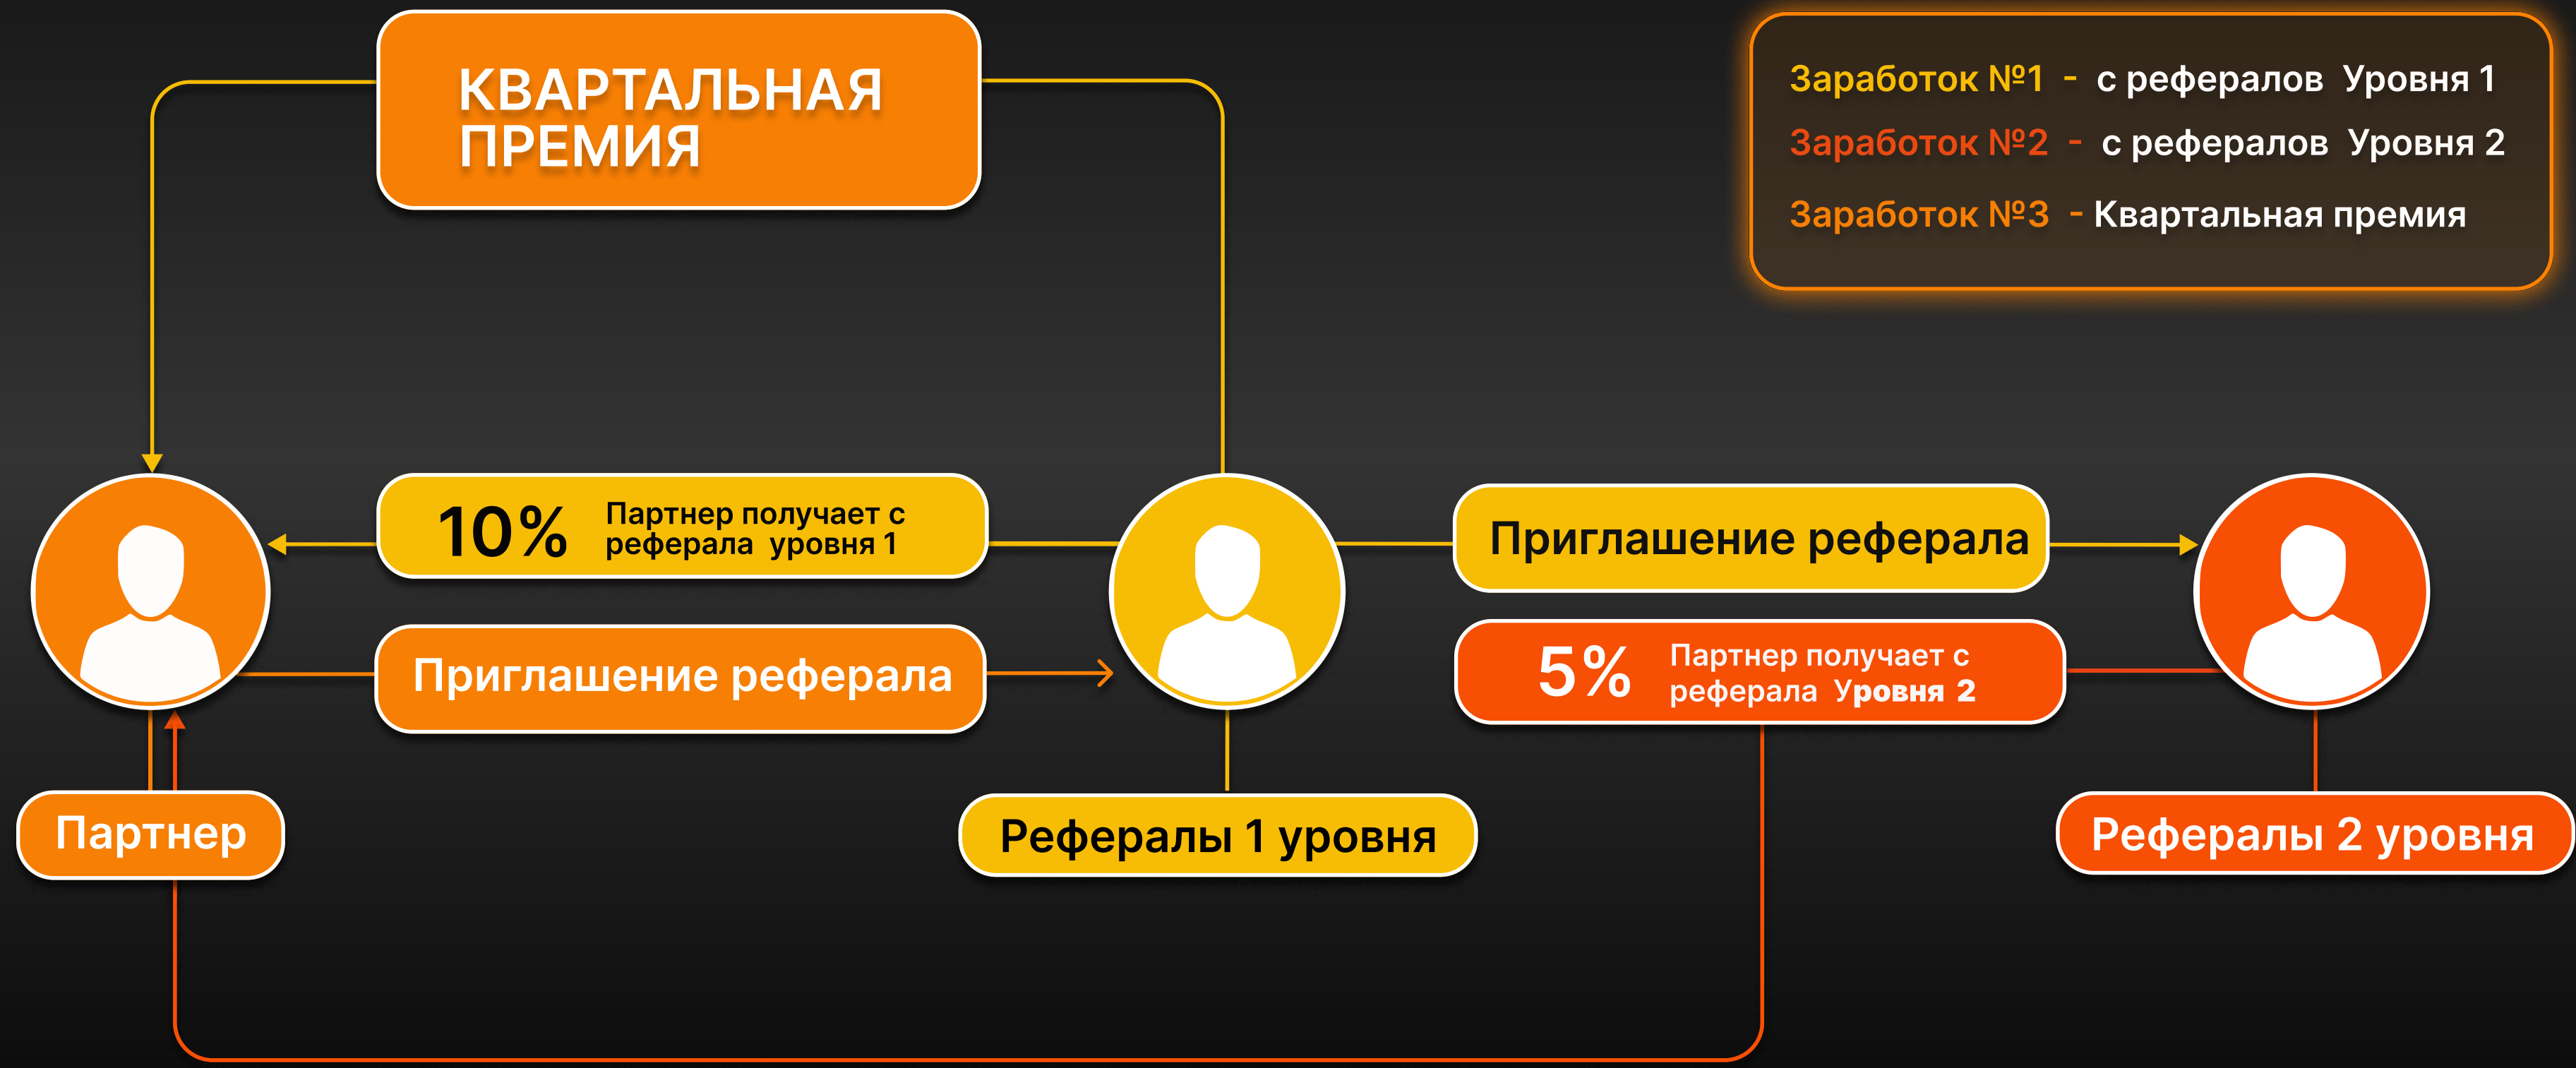 КВАРТАЛЬНАЯ
ПРЕМИЯ
Заработок №1 - с рефералов Уровня 1
Заработок №2 - с рефералов Уровня 2
Заработок №3 - Квартальная премия
10%
Партнер получает с
реферала уровня 1
Приглашение реферала
Приглашение реферала
5%
Партнер получает с
реферала Уровня 2
Партнер
Рефералы 1 уровня
Рефералы 2 уровня